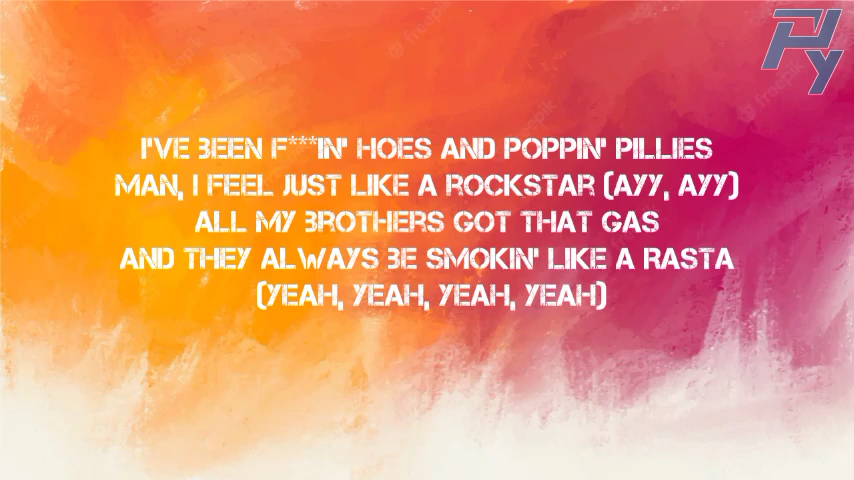 I'VE BEEN F***IN' HOES AND POPPIN' PILLIES
MAN, I FEEL JUST LIKE A ROCKSTAR (AYY, AYY)
ALL MY BROTHERS GOT THAT GAS
AND THEY ALWAYS BE SMOKIN' LIKE A RASTA
(YEAH, YEAH, YEAH, YEAH)